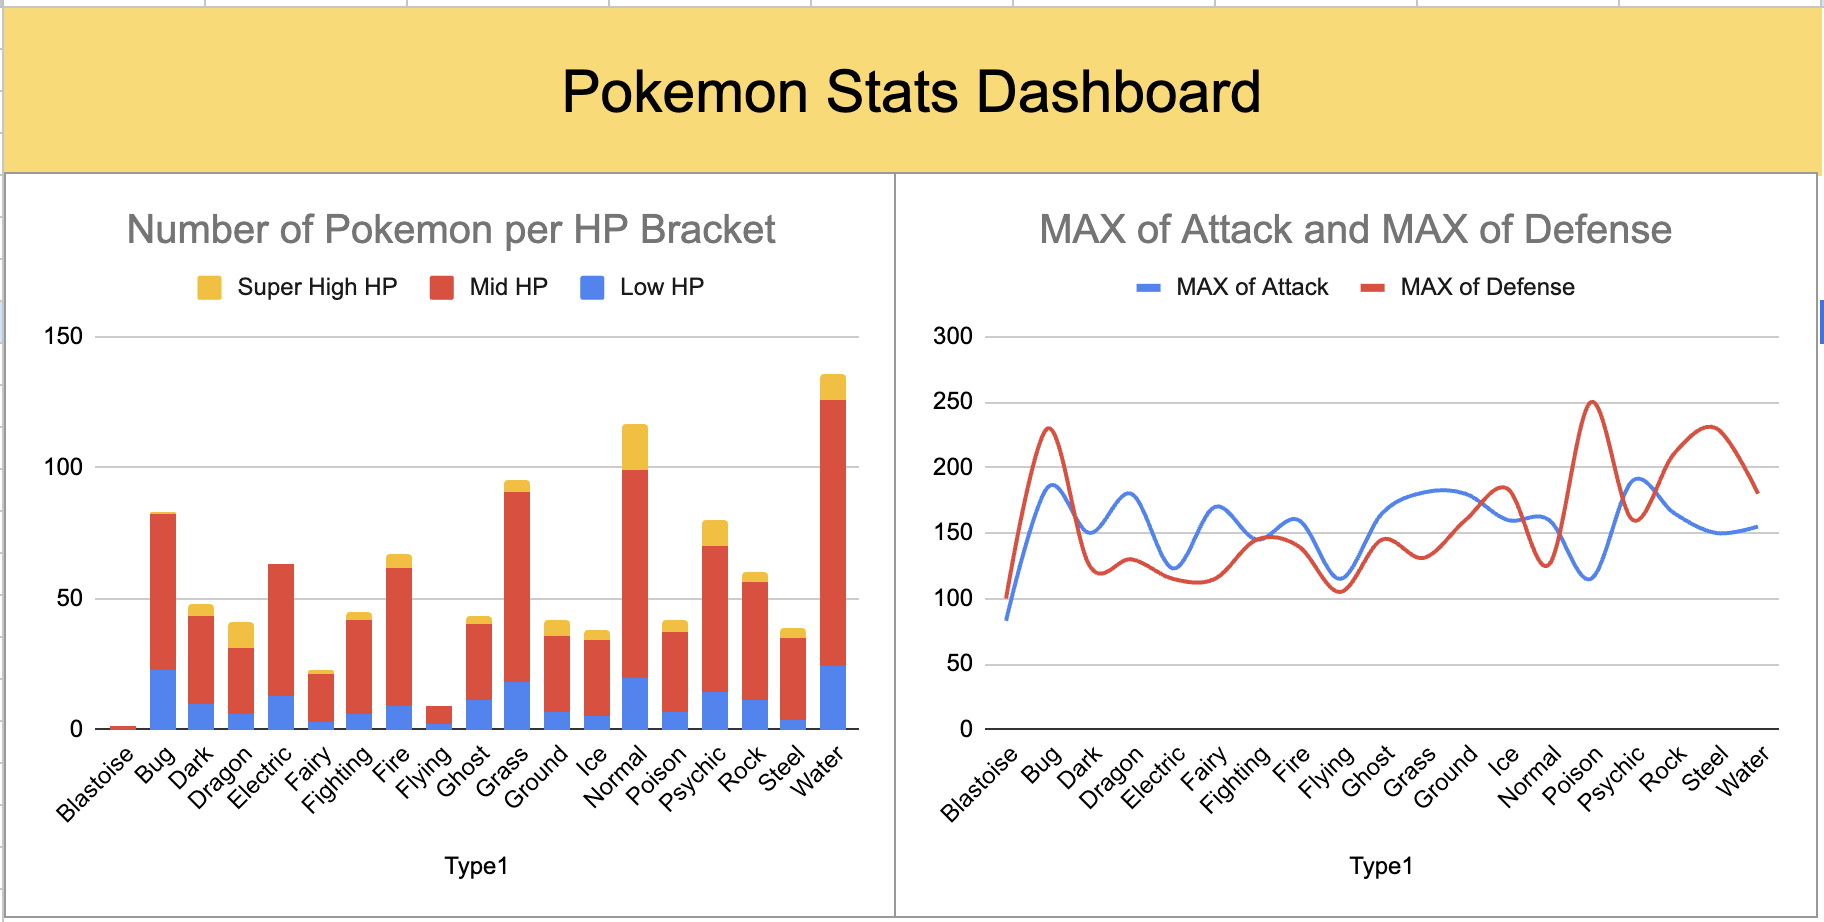 Pokemon Stats Dashboard
Number of Pokemon per HP Bracket
Super High HP Mid HP Low HP
150
100
50
0
Blastoise Bug Dark Dragon Electric Fairy Fighting Fire Flying Ghost Grass Ground Ice Normal Poison Psychic Rock Steel Water
Type1
MAX of Attack and MAX of Defense
MAX of Attack MAX of Defense
300
250
200
150
100
50
0
Blastoise Bug Dark Dragon Electric Fairy Fighting Fire Flying Ghost Grass Ground Ice Normal Poison Psychic Rock Steel Water
Type1